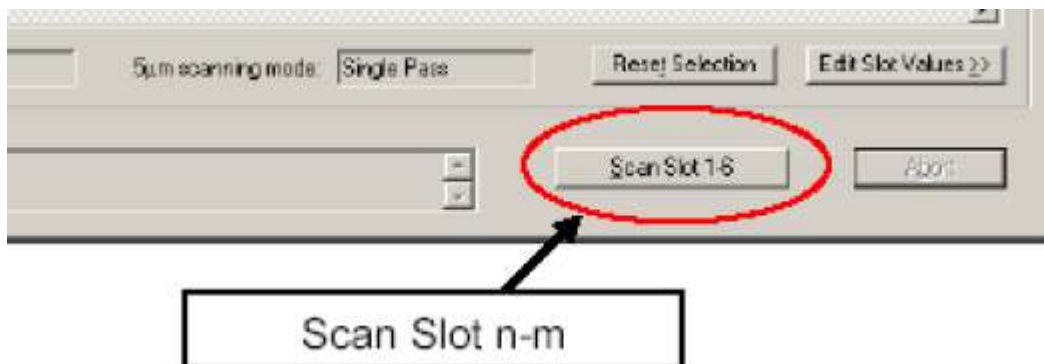 5µm scanning mode: Single Pass Reset Selection Edit Slot Values >>
Scan Slot 1-6 Abort
Scan Slot n-m